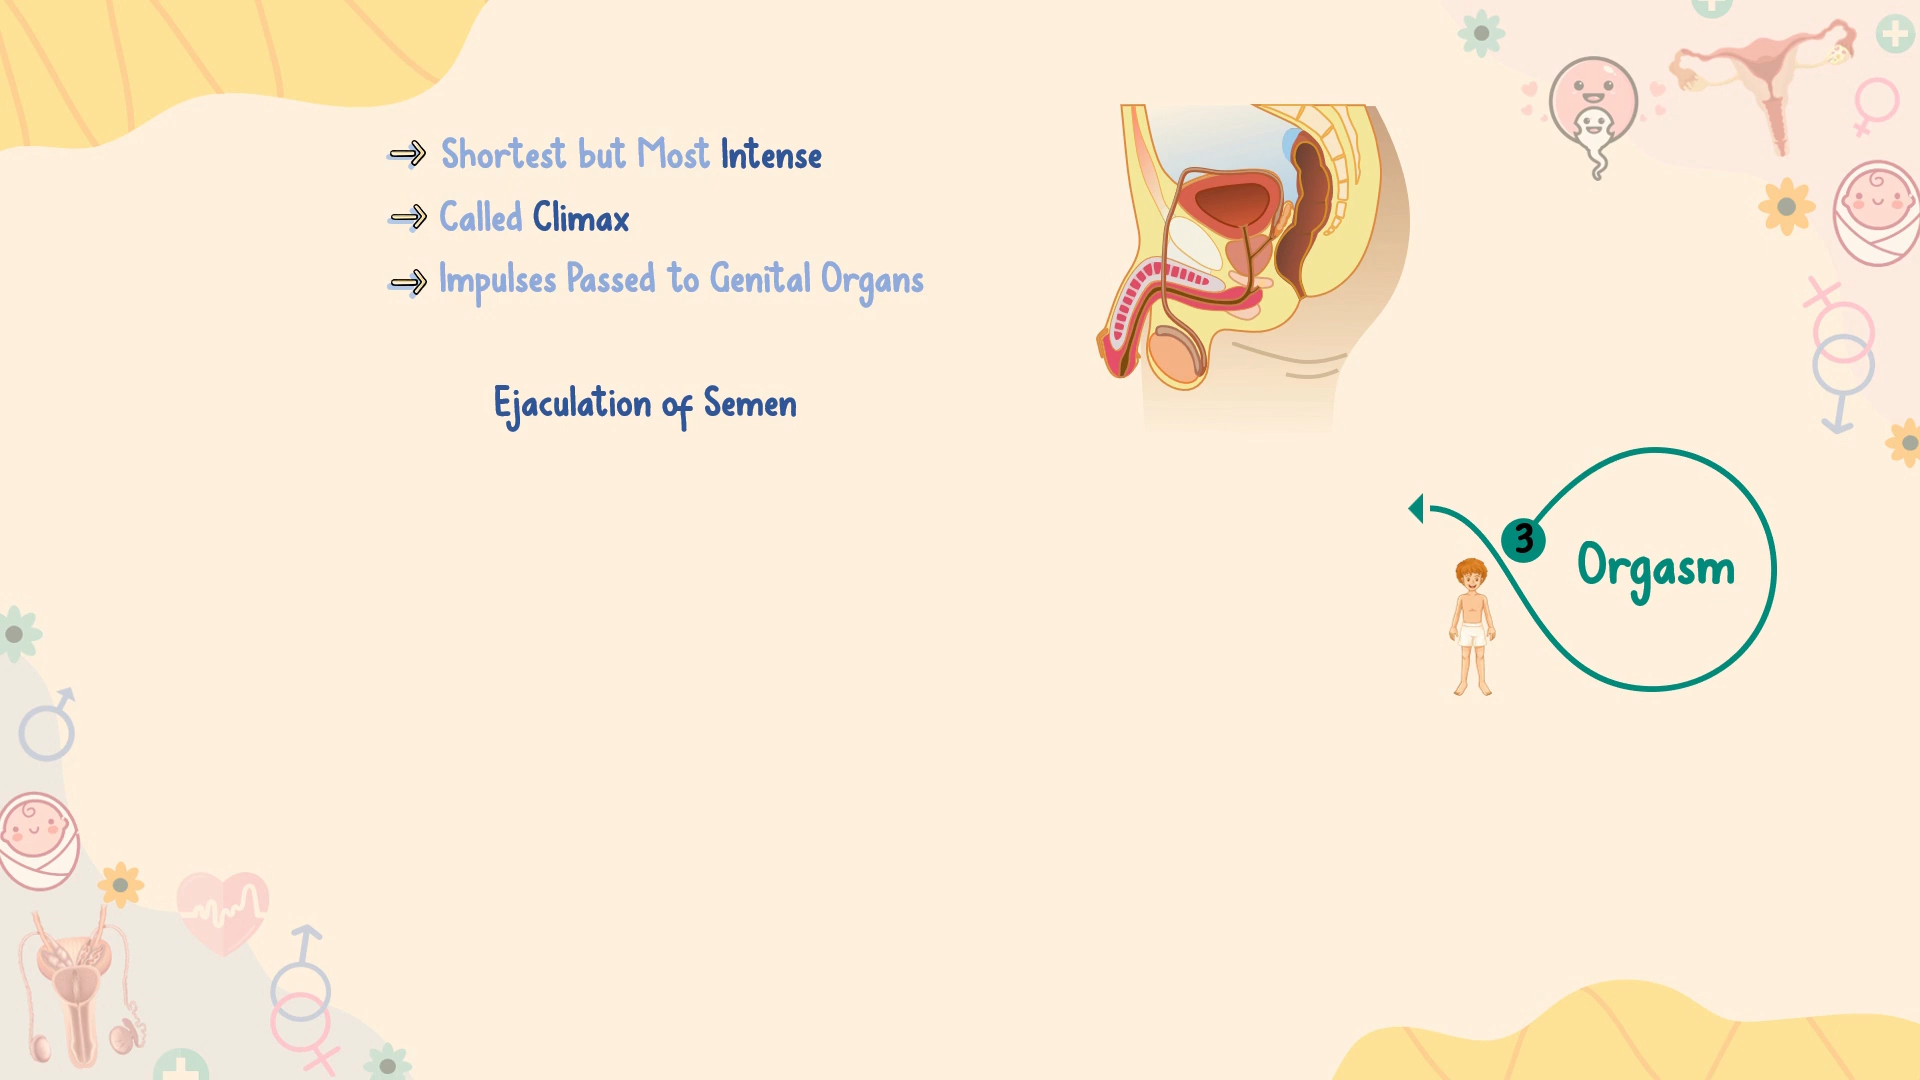 Shortest but Most Intense
Called Climax
Impulses Passed to Genital Organs
Ejaculation of Semen
3
Orgasm